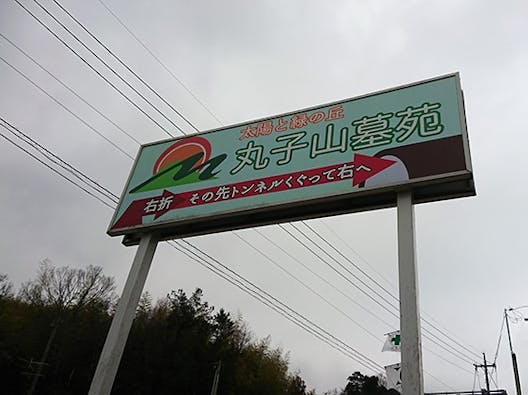 太陽と緑の丘
丸子山墓苑
右折 その先トンネルくぐって右へ